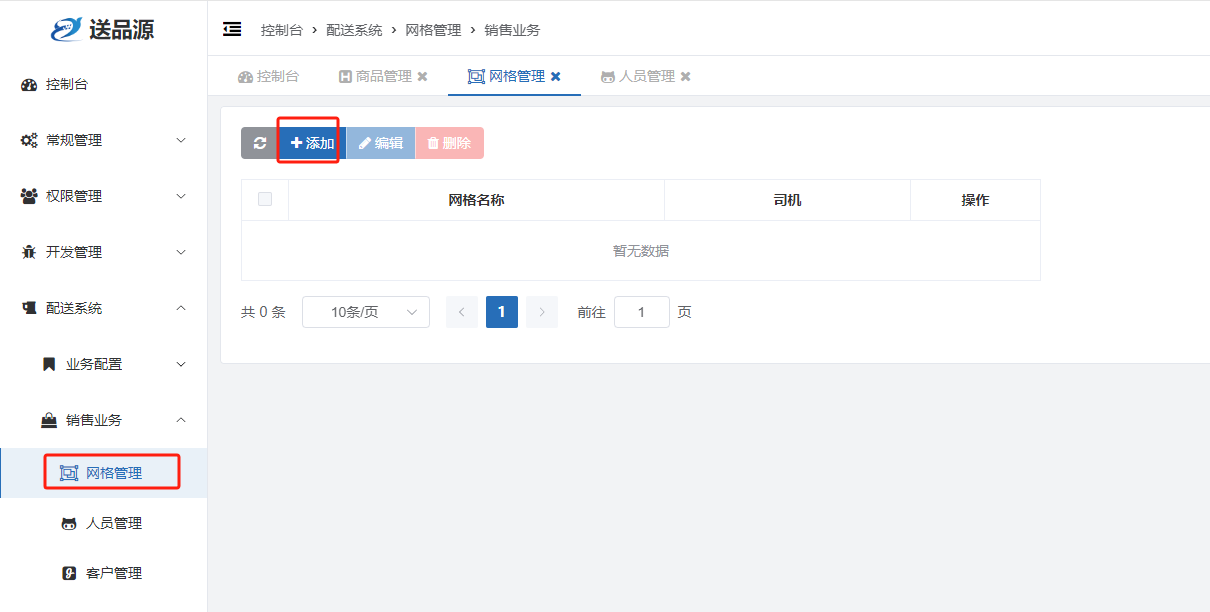 送品源
控制台
常规管理
权限管理
开发管理
配送系统
业务配置
销售业务
网格管理
人员管理
客户管理
控制台 › 配送系统 › 网格管理 › 销售业务
控制台 商品管理 网格管理 人员管理
添加 编辑 删除
网格名称 司机 操作
暂无数据
共 0 条 10条/页 1 前往 1 页